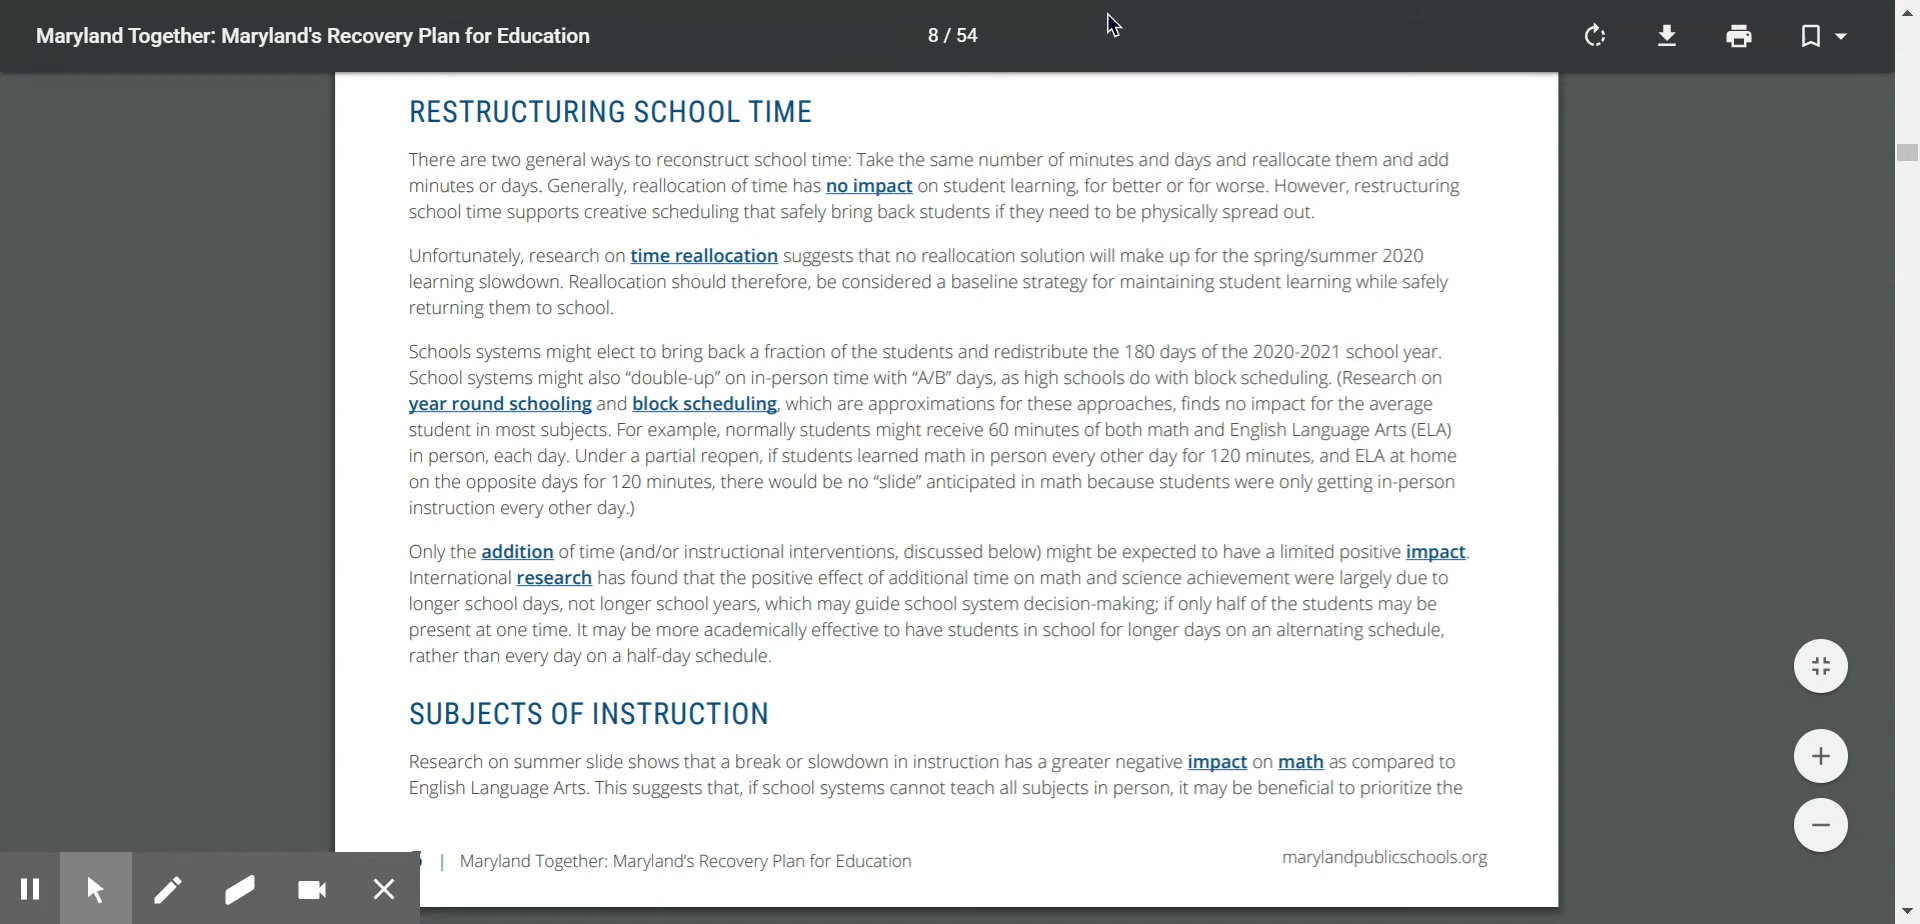 Maryland Together: Maryland's Recovery Plan for Education
8 / 54
RESTRUCTURING SCHOOL TIME
There are two general ways to reconstruct school time: Take the same number of minutes and days and reallocate them and add
minutes or days. Generally, reallocation of time has no impact on student learning, for better or for worse. However, restructuring
school time supports creative scheduling that safely bring back students if they need to be physically spread out.
Unfortunately, research on time reallocation suggests that no reallocation solution will make up for the spring/summer 2020
learning slowdown. Reallocation should therefore, be considered a baseline strategy for maintaining student learning while safely
returning them to school.
Schools systems might elect to bring back a fraction of the students and redistribute the 180 days of the 2020-2021 school year.
School systems might also “double-up” on in-person time with “A/B” days, as high schools do with block scheduling. (Research on
year round schooling and block scheduling, which are approximations for these approaches, finds no impact for the average
student in most subjects. For example, normally students might receive 60 minutes of both math and English Language Arts (ELA)
in person, each day. Under a partial reopen, if students learned math in person every other day for 120 minutes, and ELA at home
on the opposite days for 120 minutes, there would be no “slide” anticipated in math because students were only getting in-person
instruction every other day.)
Only the addition of time (and/or instructional interventions, discussed below) might be expected to have a limited positive impact.
International research has found that the positive effect of additional time on math and science achievement were largely due to
longer school days, not longer school years, which may guide school system decision-making; if only half of the students may be
present at one time. It may be more academically effective to have students in school for longer days on an alternating schedule,
rather than every day on a half-day schedule.
SUBJECTS OF INSTRUCTION
Research on summer slide shows that a break or slowdown in instruction has a greater negative impact on math as compared to
English Language Arts. This suggests that, if school systems cannot teach all subjects in person, it may be beneficial to prioritize the
| Maryland Together: Maryland’s Recovery Plan for Education
marylandpublicschools.org